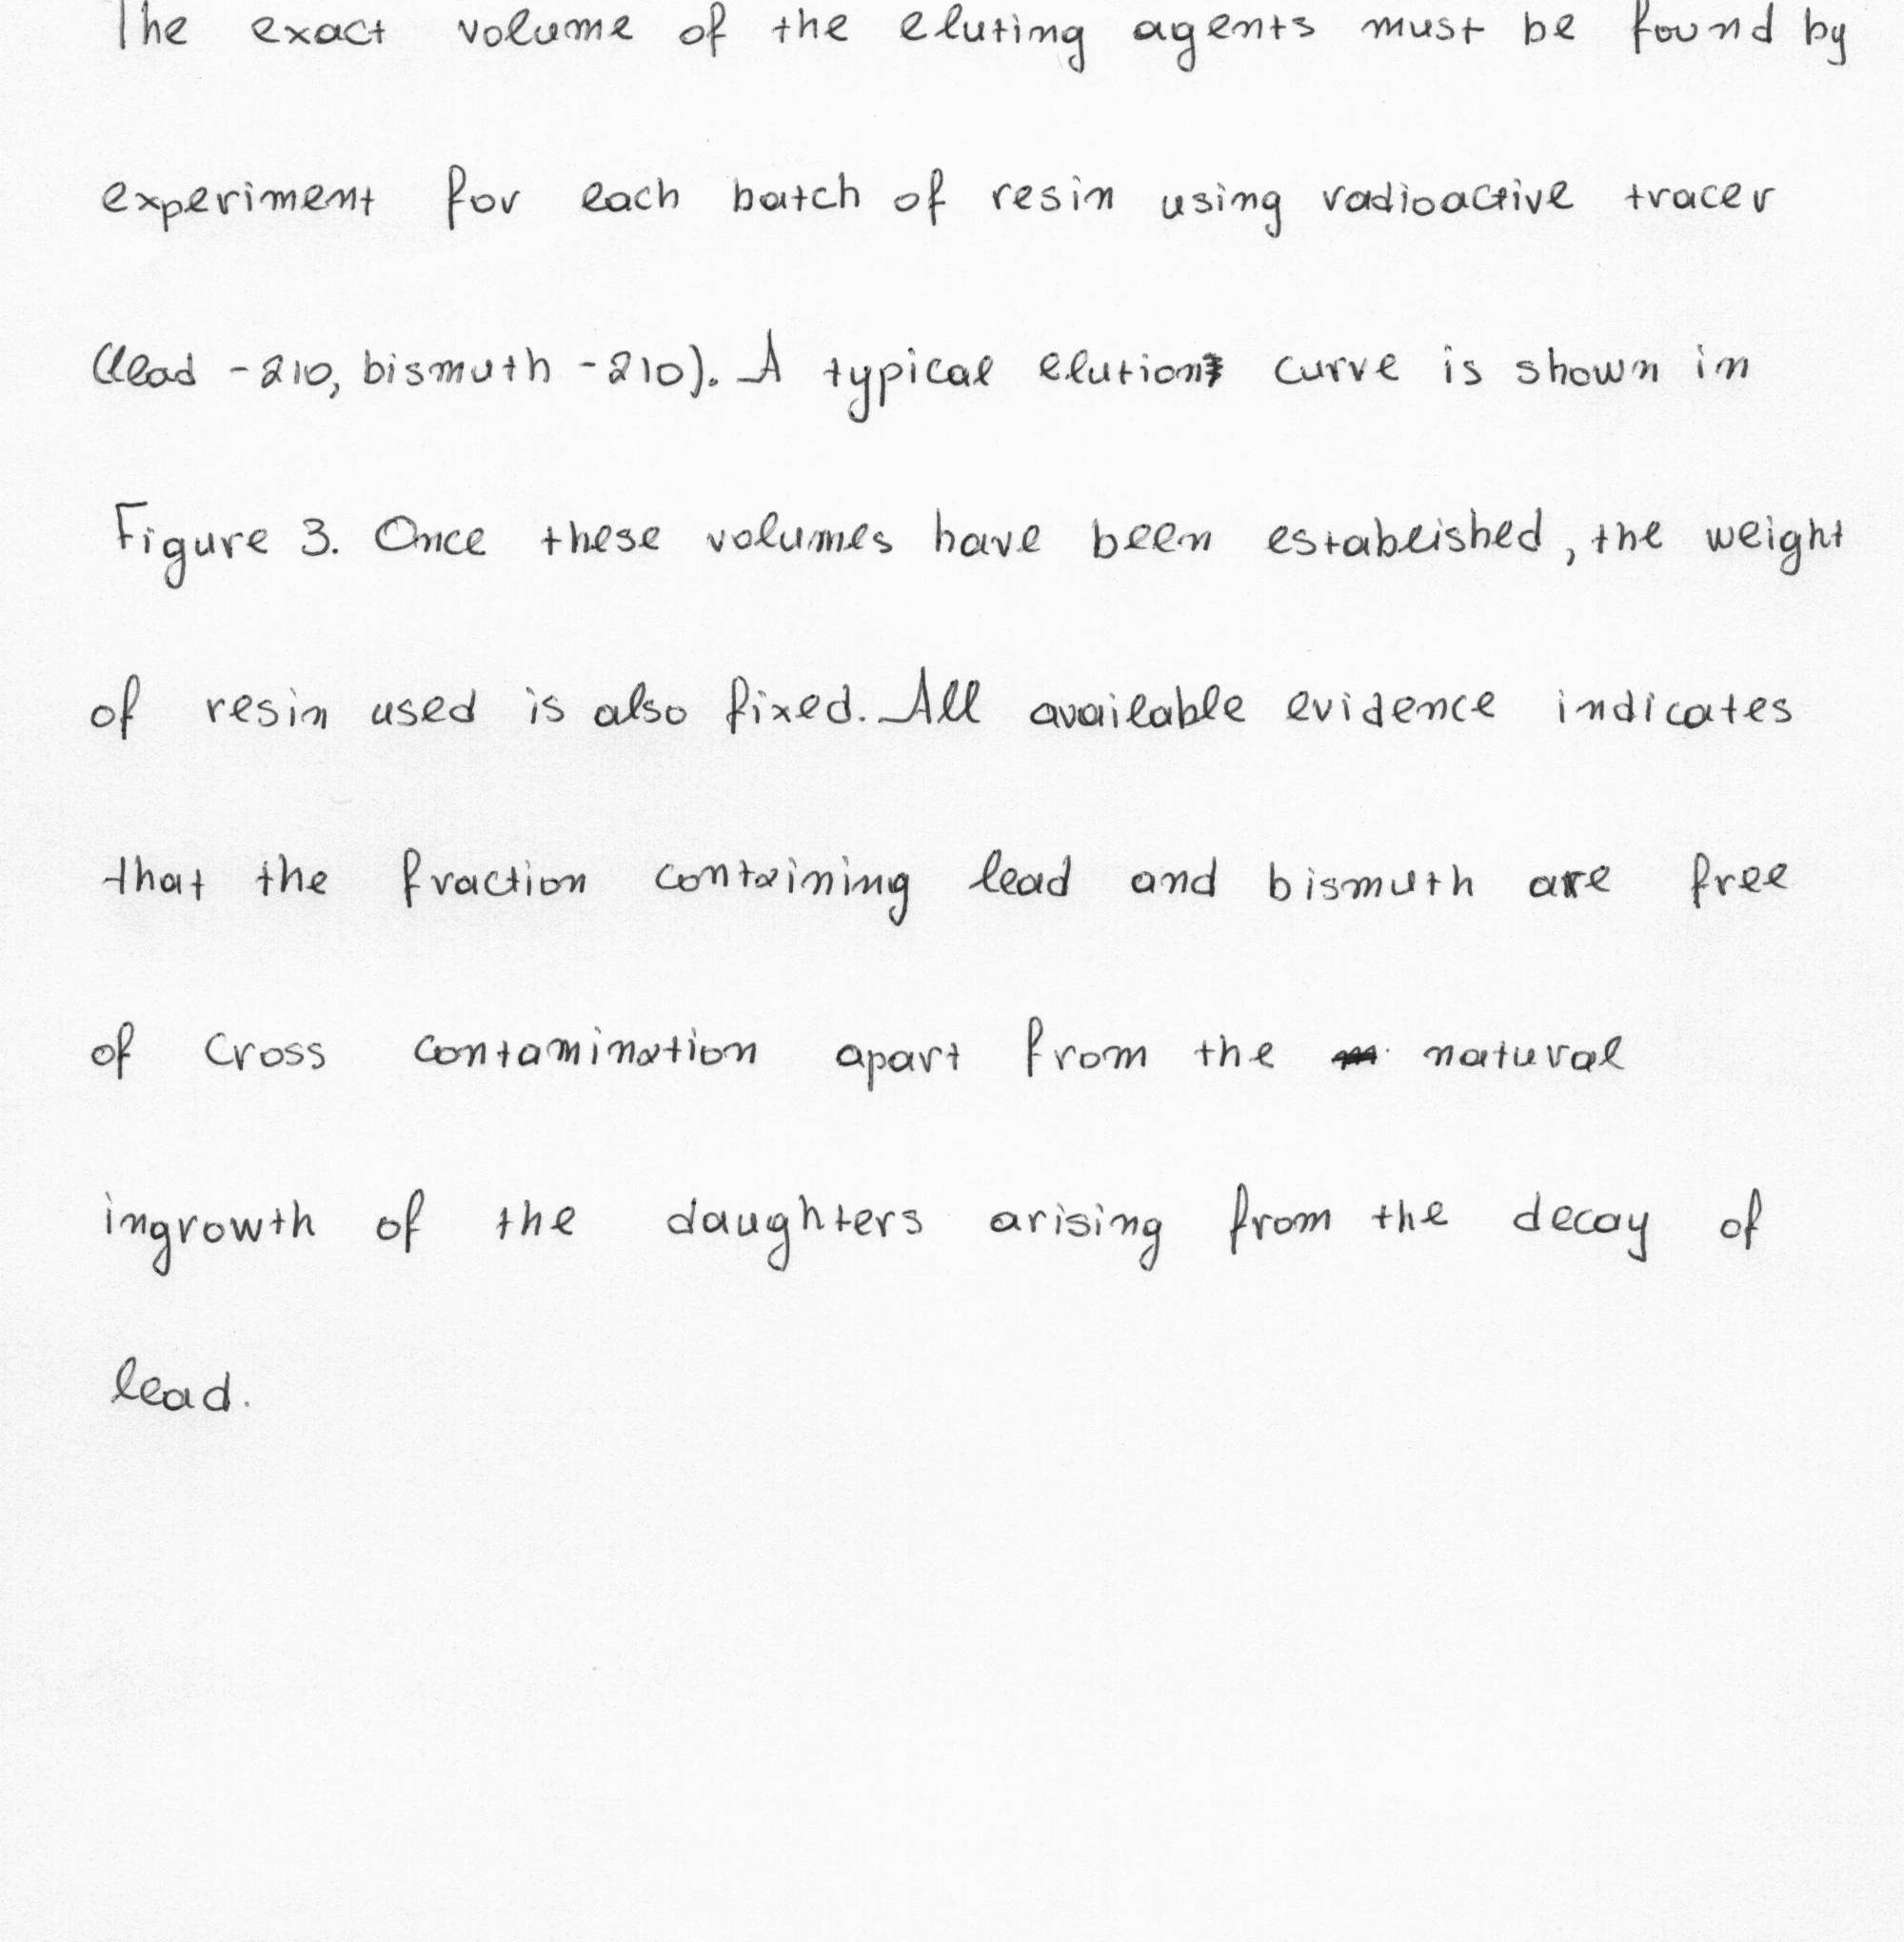 The exact volume of the eluting agents must be found by
experiment for each batch of resin using radioactive tracer
(lead -210, bismuth -210). A typical elution curve is shown in
Figure 3. Once these volumes have been established, the weight
of resin used is also fixed. All available evidence indicates
that the fraction containing lead and bismuth are free
of cross contamination apart from the natural
ingrowth of the daughters arising from the decay of
lead.